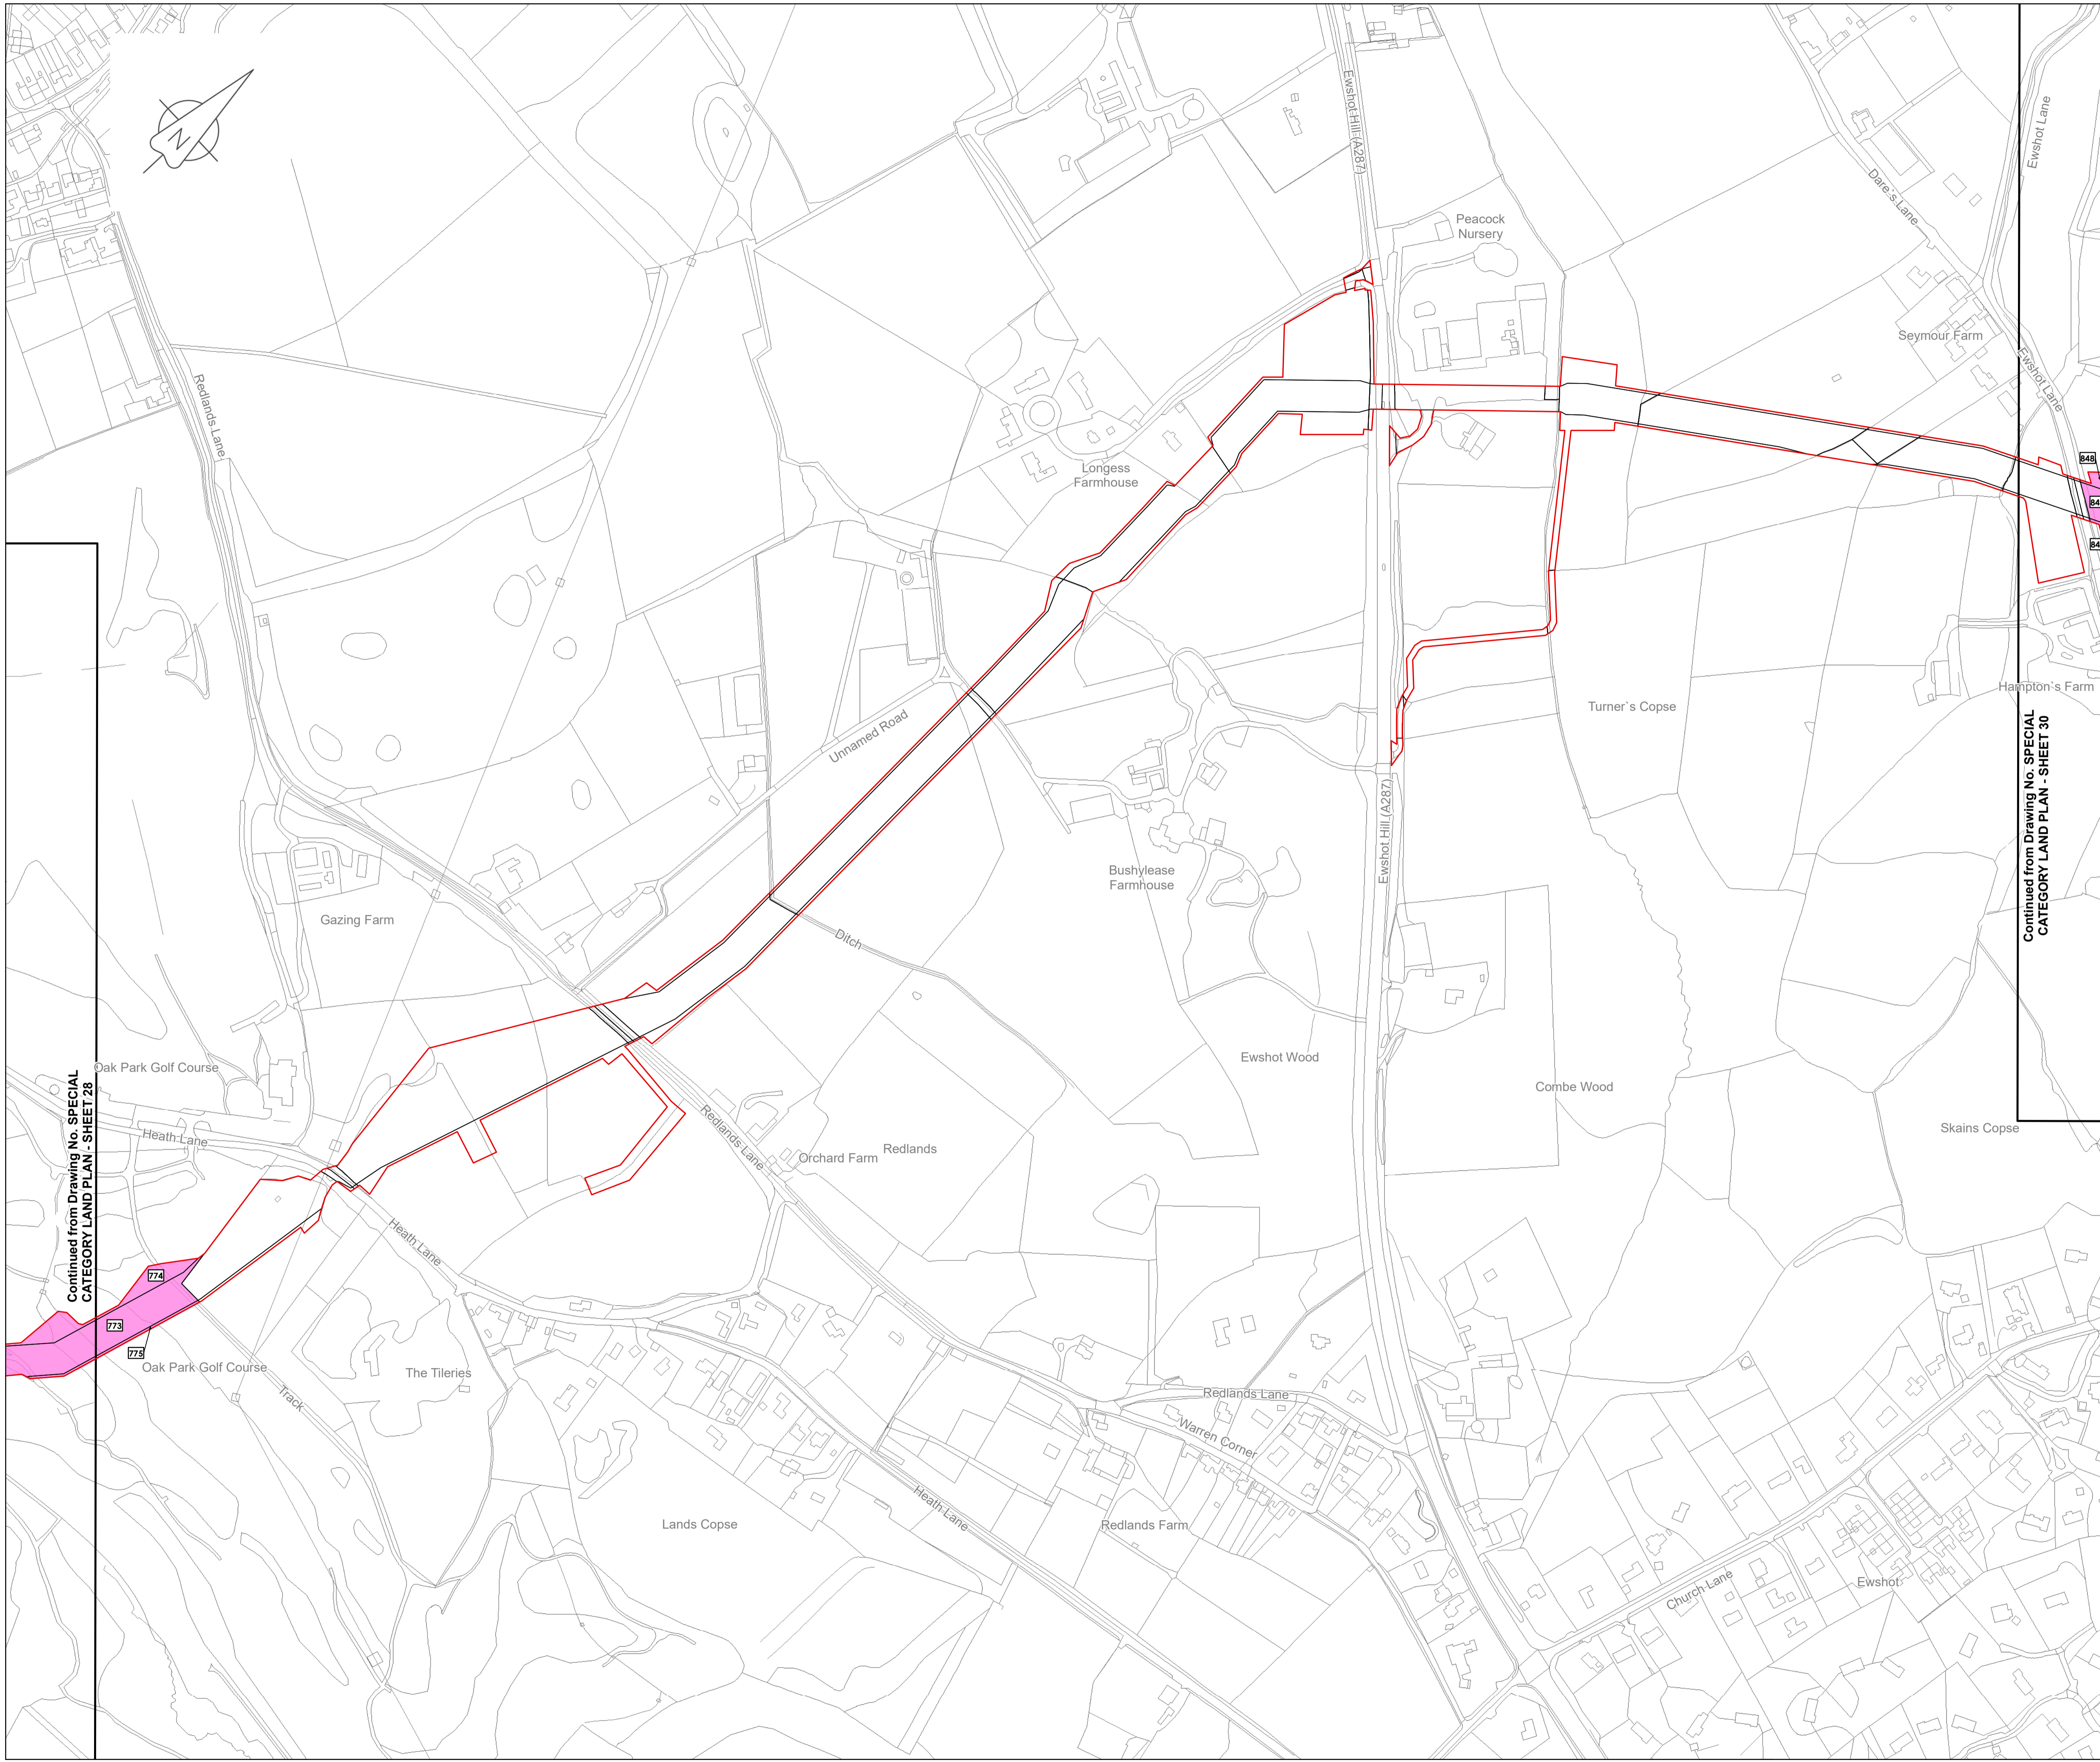 N
Ewshot Hill (A287)
Ewshot Lane
Dare`s Lane
Peacock
Nursery
Seymour Farm
Ewshot Lane
Redlands Lane
848
Longess
Farmhouse
Hampton`s Farm
Turner`s Copse
Unnamed Road
Continued from Drawing No. SPECIAL
CATEGORY LAND PLAN - SHEET 30
Ewshot Hill (A287)
Bushylease
Farmhouse
Gazing Farm
Ditch
Oak Park Golf Course
Ewshot Wood
Combe Wood
Continued from Drawing No. SPECIAL
CATEGORY LAND PLAN - SHEET 28
Heath Lane
Redlands Lane
Orchard Farm
Redlands
Skains Copse
Heath Lane
774
773
775
Oak Park Golf Course
The Tileries
Track
Redlands Lane
Warren Corner
Heath Lane
Lands Copse
Redlands Farm
Church Lane
Ewshot